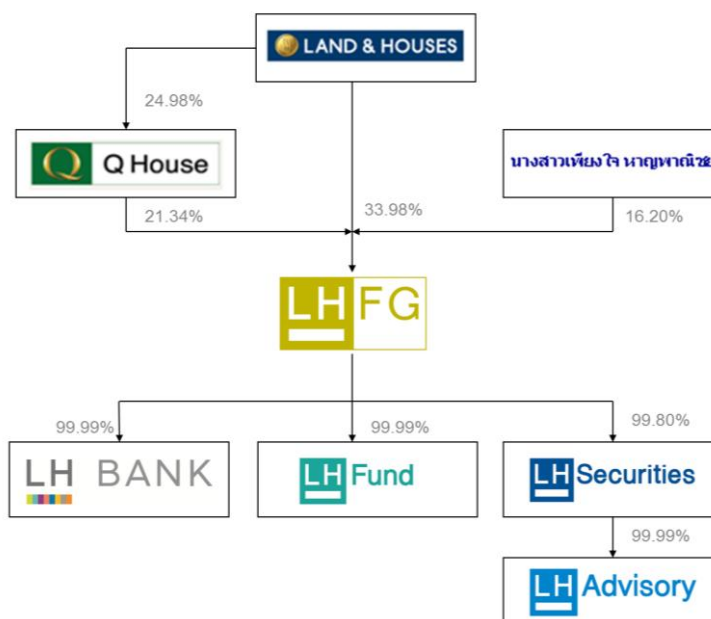 LAND & HOUSES
24.98%
Q Q House
นางสาวเพียงใจ หาญพาณิชย์
21.34%
33.98%
16.20%
LH FG
99.99%
99.99%
99.80%
LH BANK
LH Fund
LH Securities
99.99%
LH Advisory